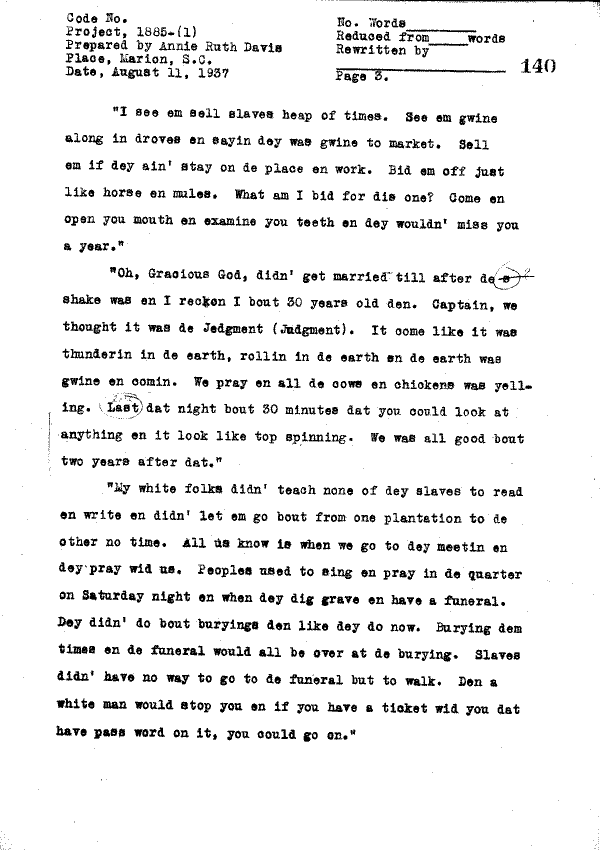 Code No.
Project, 1885-(1)
Prepared by Annie Ruth Davis
Place, Marion, S.C.
Date, August 11, 1937
No. Words
Reduced from words
Rewritten by
Page 3.
140
"I see em sell slaves heap of times. See em gwine
along in droves en sayin dey was gwine to market. Sell
em if dey ain' stay on de place en work. Bid em off just
like horse en mules. What am I bid for dis one? Come en
open you mouth en examine you teeth en dey wouldn' miss you
a year."
"Oh, Gracious God, didn' get married till after de s ?
shake was en I reckon I bout 30 years old den. Captain, we
thought it was de Jedgment (Judgment). It come like it was
thunderin in de earth, rollin in de earth en de earth was
gwine en comin. We pray en all de cows en chickens was yell-
ing. Last dat night bout 30 minutes dat you could look at
anything en it look like top spinning. We was all good bout
two years after dat."
"My white folks didn' teach none of dey slaves to read
en write en didn' let em go bout from one plantation to de
other no time. All us know is when we go to dey meetin en
dey pray wid us. Peoples used to sing en pray in de quarter
on Saturday night en when dey dig grave en have a funeral.
Dey didn' do bout buryings den like dey do now. Burying dem
times en de funeral would all be over at de burying. Slaves
didn' have no way to go to de funeral but to walk. Den a
white man would stop you en if you have a ticket wid you dat
have pass word on it, you could go on."